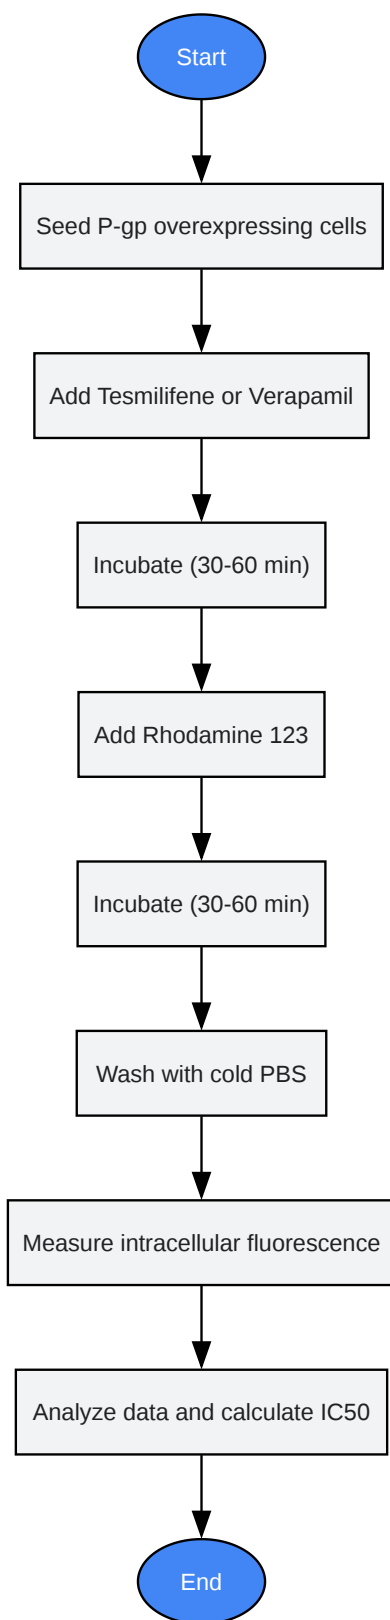 Start
Seed P-gp overexpressing cells
Add Tesmilifene or Verapamil
Incubate (30-60 min)
Add Rhodamine 123
Incubate (30-60 min)
Wash with cold PBS
Measure intracellular fluorescence
Analyze data and calculate IC50
End